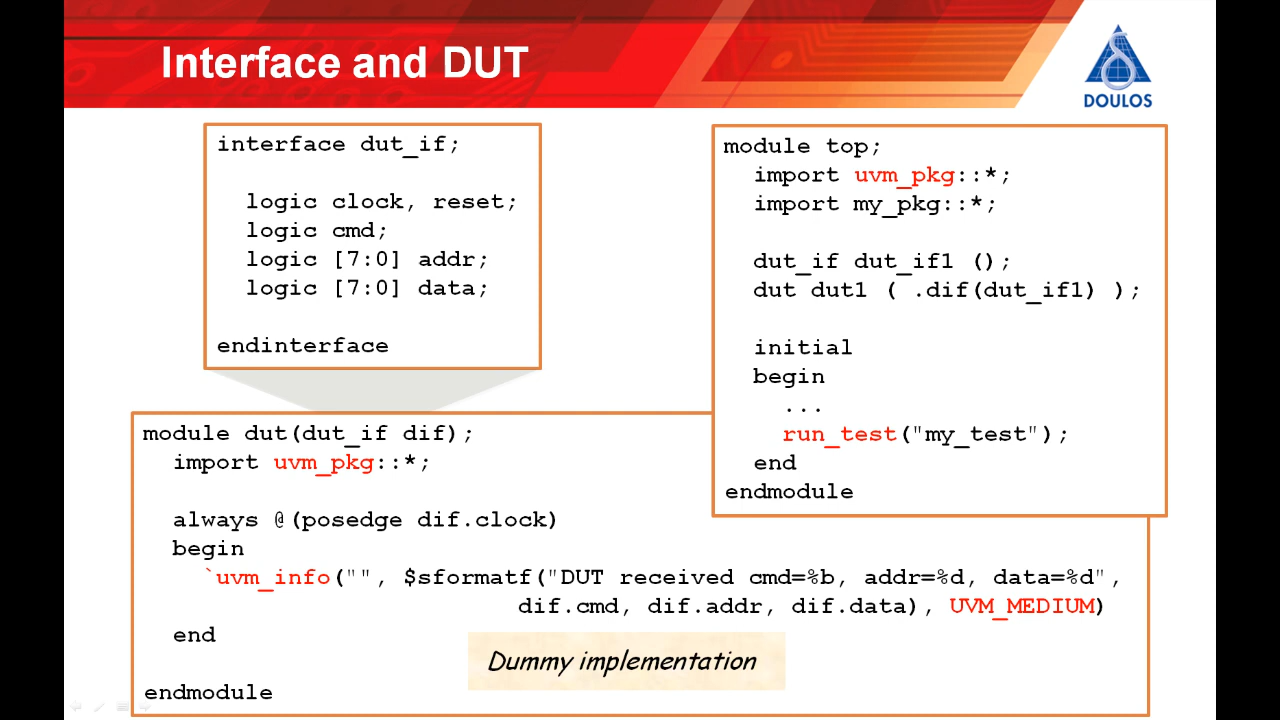 Interface and DUT
DOULOS
interface dut_if;
logic clock, reset;
logic cmd;
logic [7:0] addr;
logic [7:0] data;
endinterface
module top;
import uvm_pkg::*;
import my_pkg::*;
dut_if dut_if1 ();
dut dut1 ( .dif(dut_if1) );
initial
begin
...
run_test("my_test");
end
endmodule
module dut(dut_if dif);
import uvm_pkg::*;
always @(posedge dif.clock)
begin
`uvm_info("", $sformatf("DUT received cmd=%b, addr=%d, data=%d",
dif.cmd, dif.addr, dif.data), UVM_MEDIUM)
end
Dummy implementation
endmodule